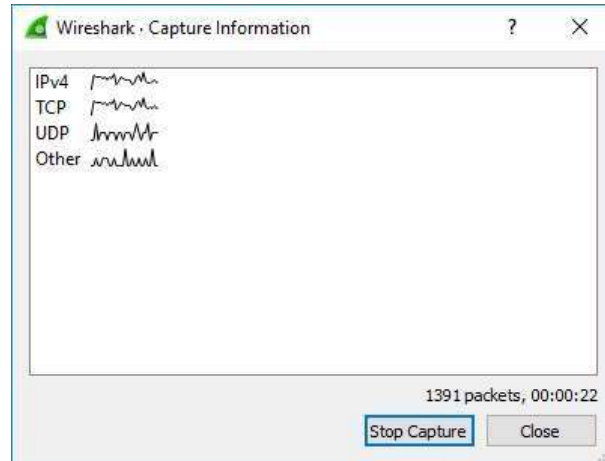 Wireshark · Capture Information ? ×
IPv4
TCP
UDP
Other
1391 packets, 00:00:22
Stop Capture Close